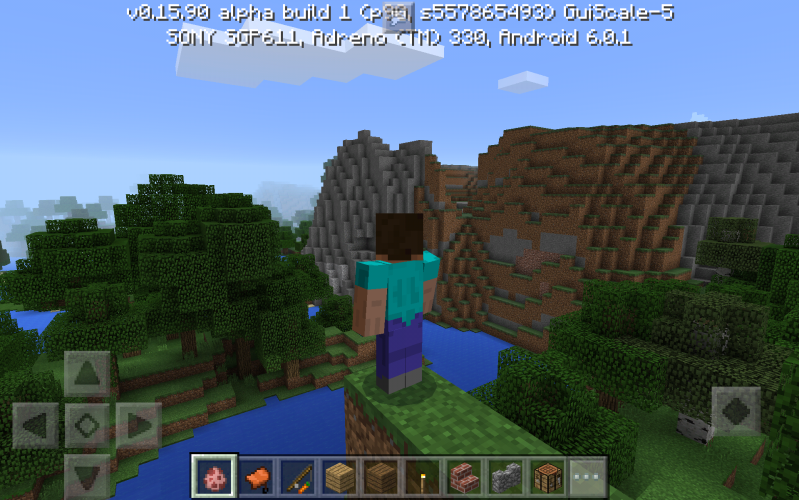 v0.15.90 alpha build 1 (p s557865493) GuiScale-5
SONY SGP611, Adreno (TM) 330, Android 6.0.1